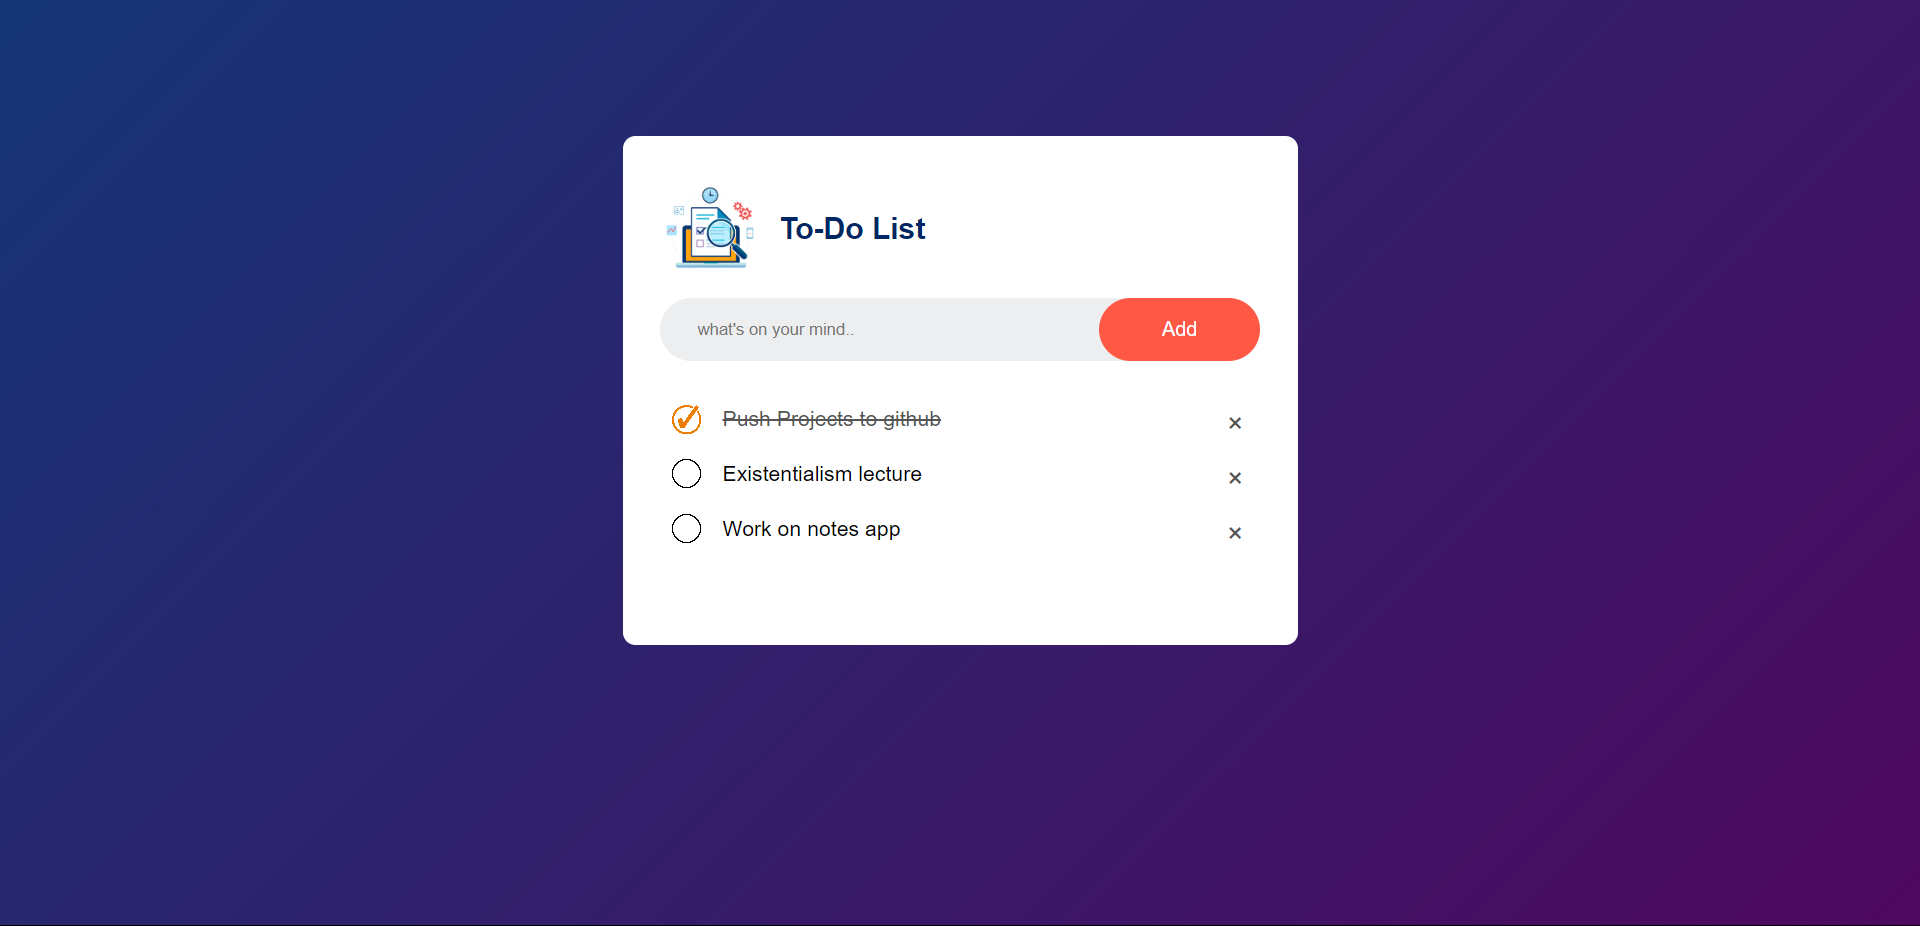 To-Do List
what's on your mind..
Add
Push Projects to github
×
Existentialism lecture
×
Work on notes app
×